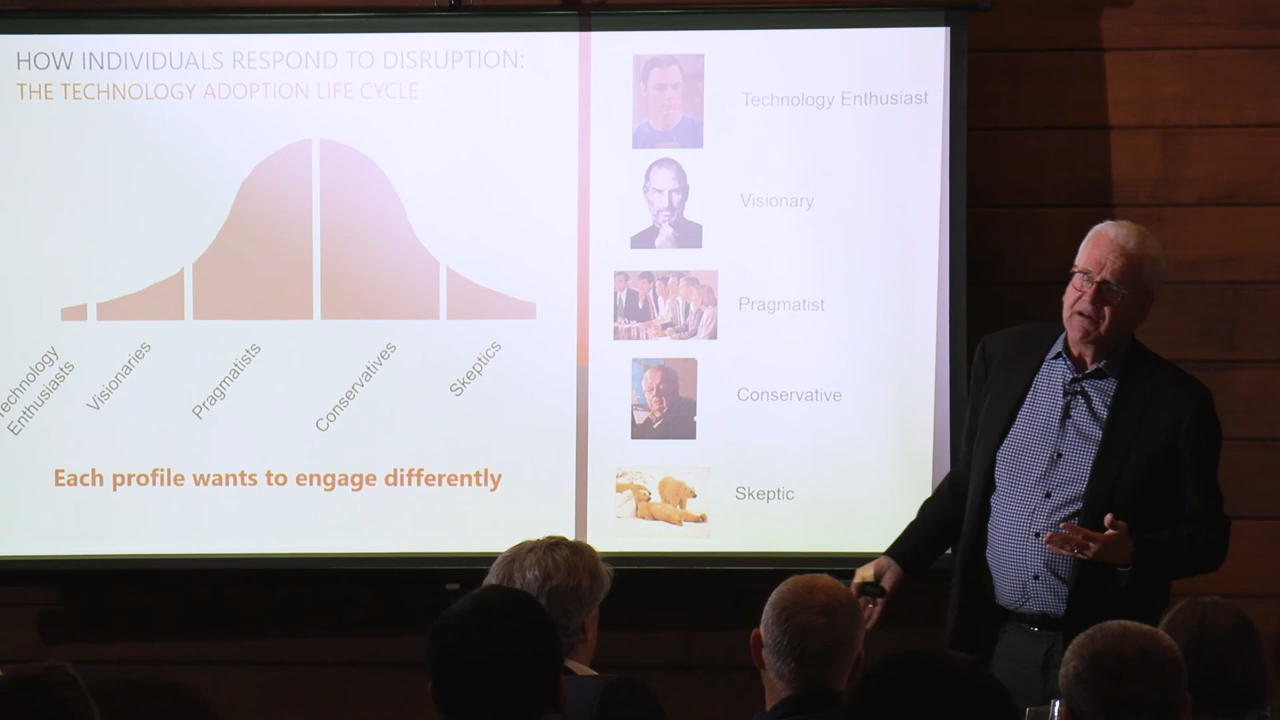 HOW INDIVIDUALS RESPOND TO DISRUPTION:
THE TECHNOLOGY ADOPTION LIFE CYCLE
Technology
Enthusiasts
Visionaries
Pragmatists
Conservatives
Skeptics
Each profile wants to engage differently
Technology Enthusiast
Visionary
Pragmatist
Conservative
Skeptic